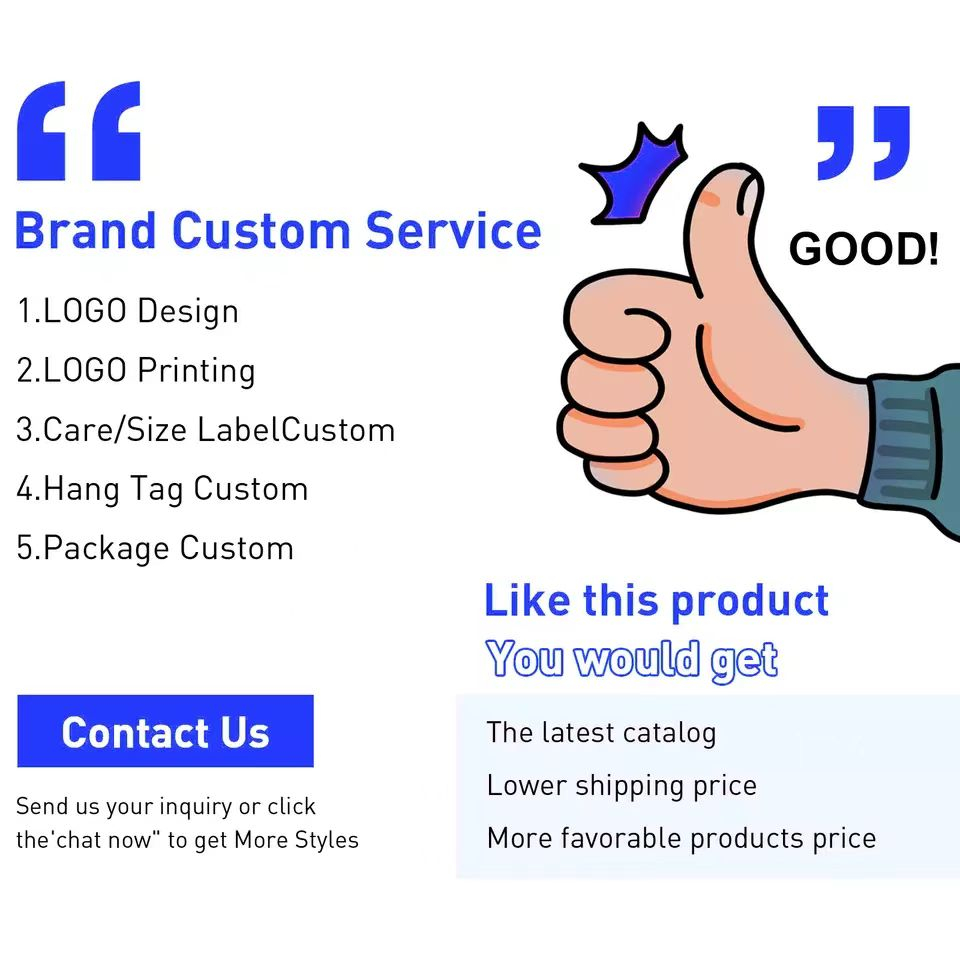 Brand Custom Service
GOOD!
1.LOGO Design
2.LOGO Printing
3.Care/Size LabelCustom
4.Hang Tag Custom
5.Package Custom
Like this product
You would get
The latest catalog
Lower shipping price
More favorable products price
Contact Us
Send us your inquiry or click
the'chat now" to get More Styles